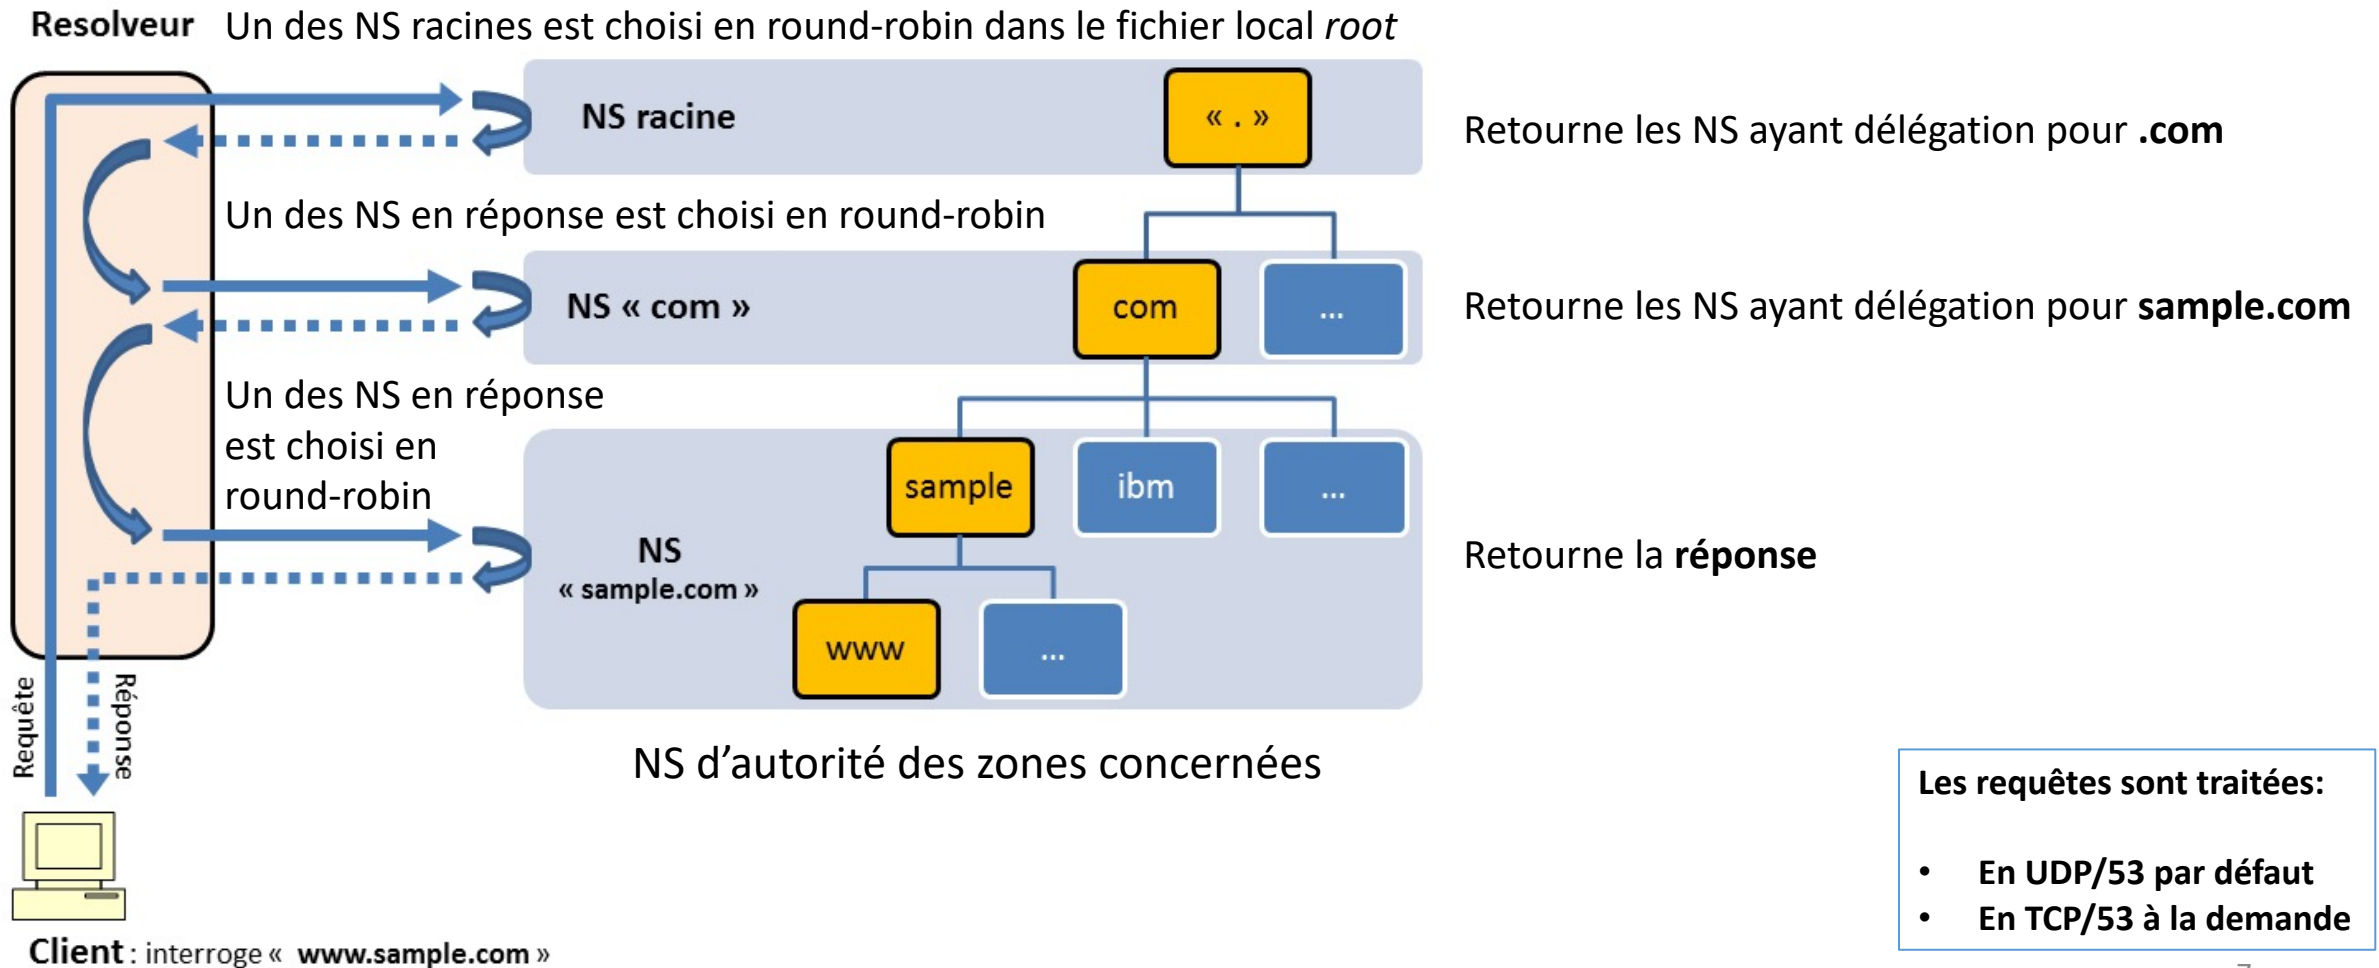 Resolveur
Un des NS racines est choisi en round-robin dans le fichier local root
NS racine
« . »
Retourne les NS ayant délégation pour .com
Un des NS en réponse est choisi en round-robin
NS « com »
com
...
Retourne les NS ayant délégation pour sample.com
Un des NS en réponse
est choisi en
round-robin
sample
ibm
...
NS
« sample.com »
Retourne la réponse
www
...
Requête
Réponse
NS d’autorité des zones concernées
Les requêtes sont traitées:
• En UDP/53 par défaut
• En TCP/53 à la demande
Client : interroge « www.sample.com »